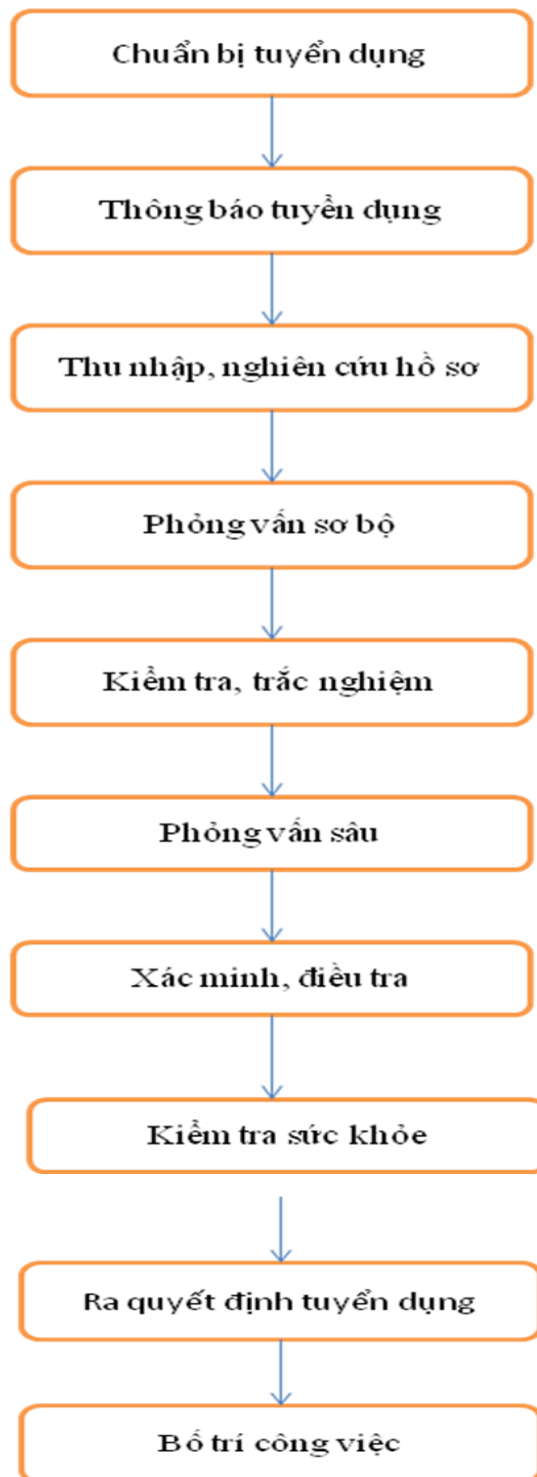 Chuẩn bị tuyển dụng
Thông báo tuyển dụng
Thu nhập, nghiên cứu hồ sơ
Phỏng vấn sơ bộ
Kiểm tra, trắc nghiệm
Phỏng vấn sâu
Xác minh, điều tra
Kiểm tra sức khỏe
Ra quyết định tuyển dụng
Bố trí công việc